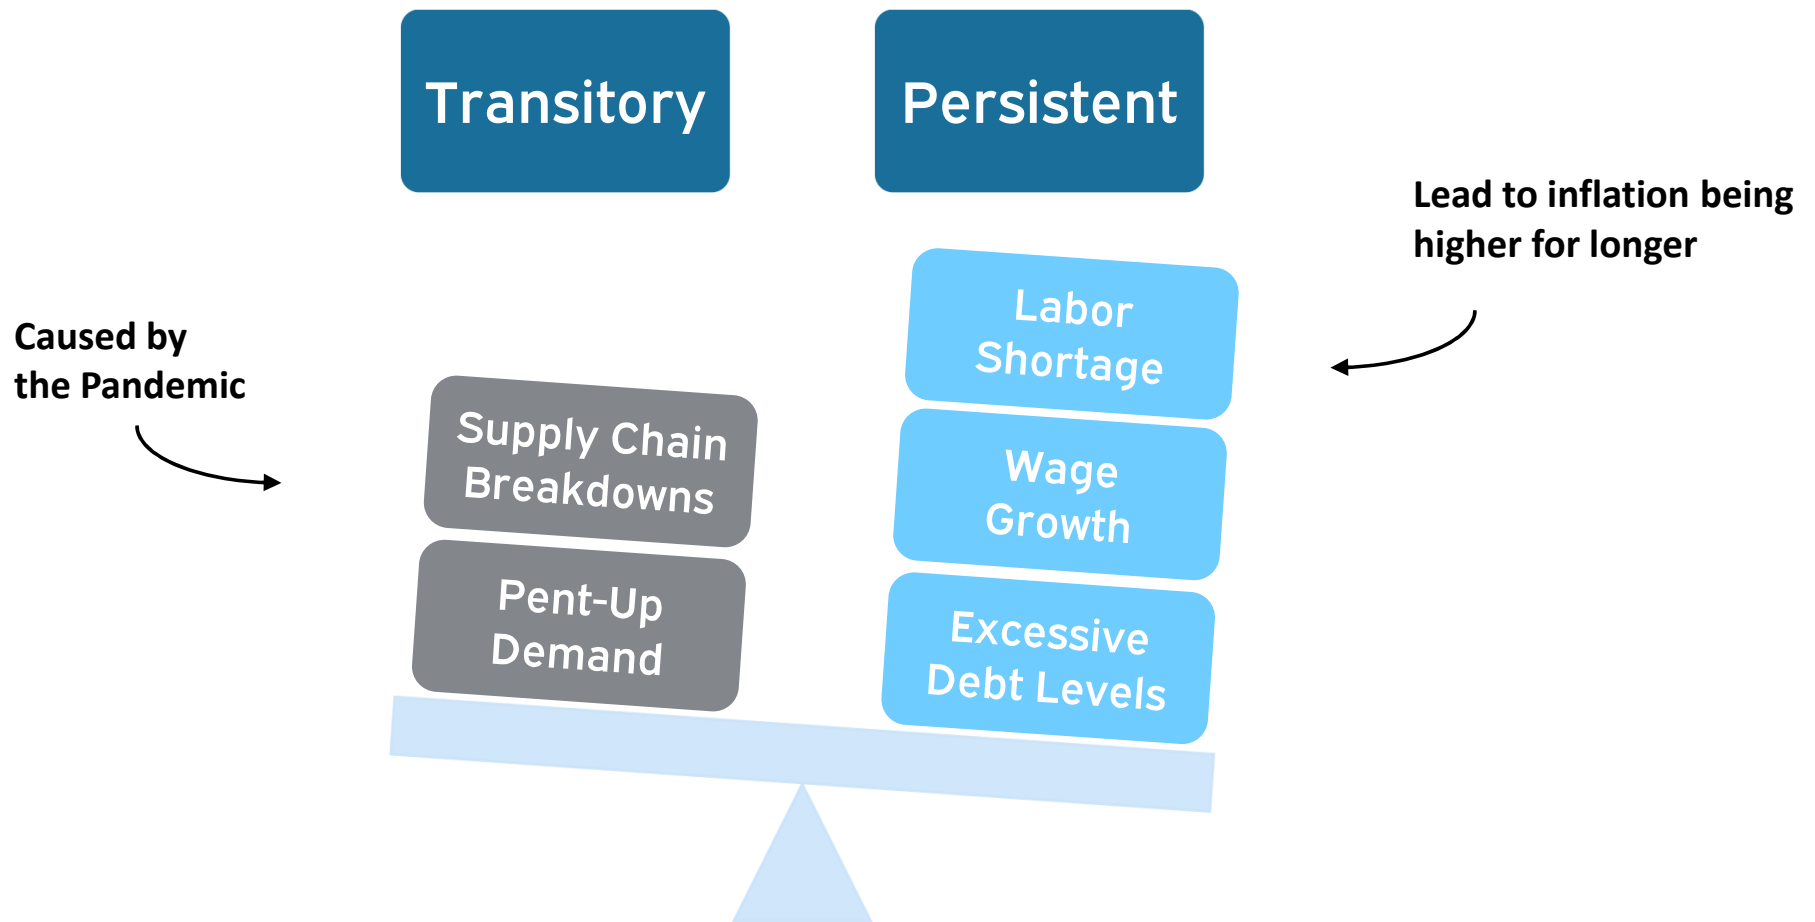 Transitory
Persistent
Lead to inflation being
higher for longer
Caused by
the Pandemic
Supply Chain
Breakdowns
Pent-Up
Demand
Labor
Shortage
Wage
Growth
Excessive
Debt Levels